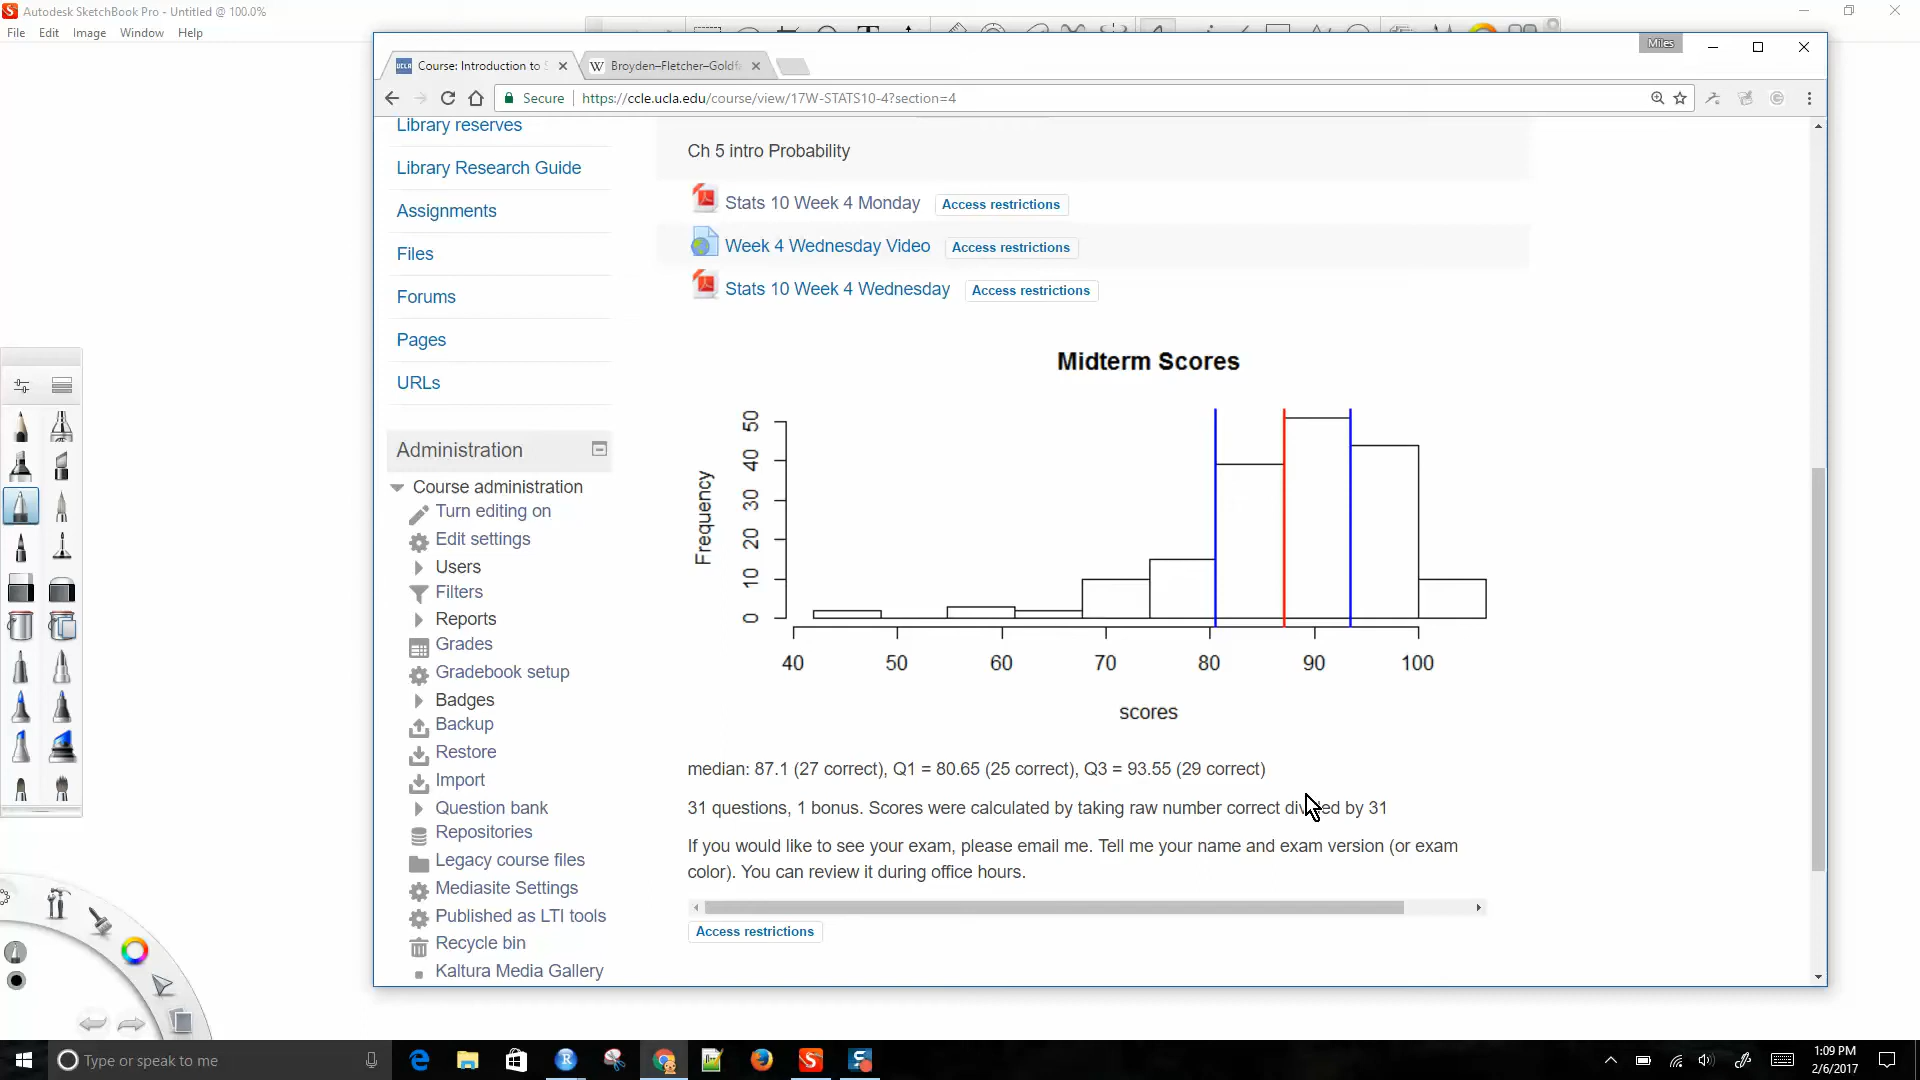 Autodesk SketchBook Pro - Untitled @ 100.0%
File Edit Image Window Help
Miles
Course: Introduction to S
Broyden–Fletcher–Goldfa
Secure https://ccle.ucla.edu/course/view/17W-STATS10-4?section=4
Library reserves
Library Research Guide
Assignments
Files
Forums
Pages
URLs
Administration
Course administration
Turn editing on
Edit settings
Users
Filters
Reports
Grades
Gradebook setup
Badges
Backup
Restore
Import
Question bank
Repositories
Legacy course files
Mediasite Settings
Published as LTI tools
Recycle bin
Kaltura Media Gallery
Ch 5 intro Probability
Stats 10 Week 4 Monday Access restrictions
Week 4 Wednesday Video Access restrictions
Stats 10 Week 4 Wednesday Access restrictions
Midterm Scores
Frequency
50
40
30
20
10
0
40 50 60 70 80 90 100
scores
median: 87.1 (27 correct), Q1 = 80.65 (25 correct), Q3 = 93.55 (29 correct)
31 questions, 1 bonus. Scores were calculated by taking raw number correct divided by 31
If you would like to see your exam, please email me. Tell me your name and exam version (or exam
color). You can review it during office hours.
Access restrictions
Type or speak to me
1:09 PM
2/6/2017